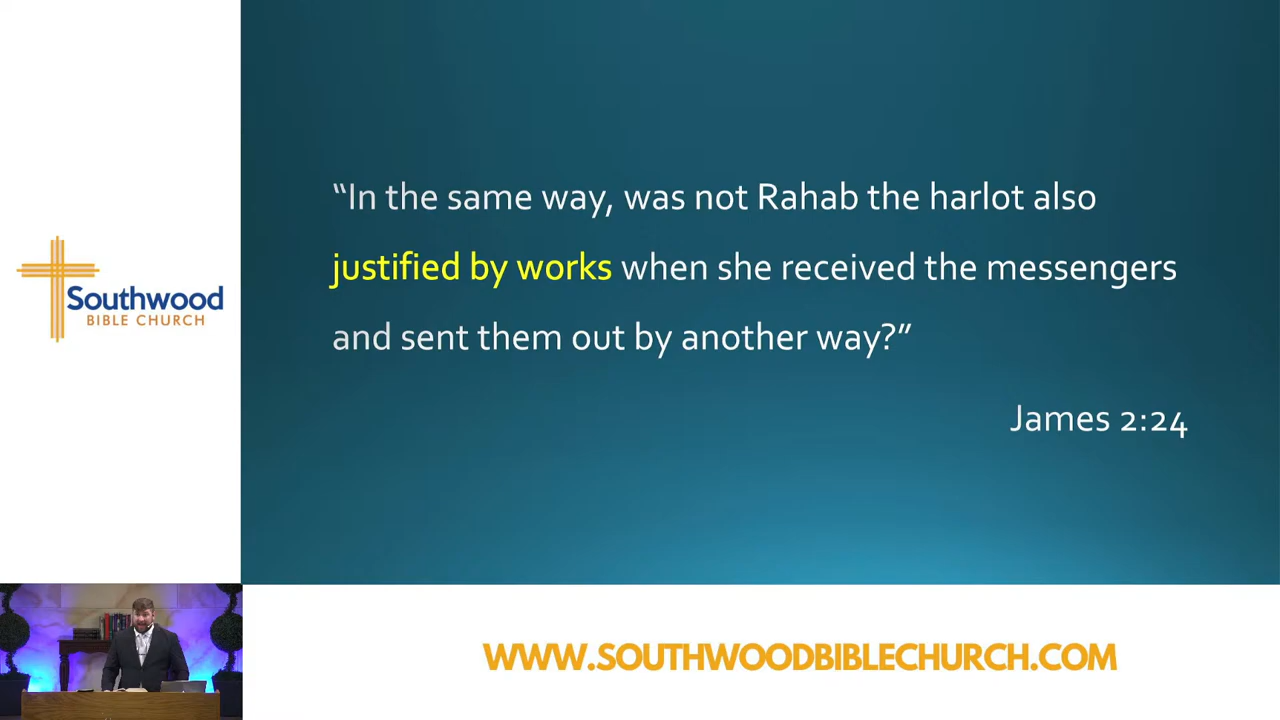 “In the same way, was not Rahab the harlot also
justified by works when she received the messengers
and sent them out by another way?”
James 2:24
Southwood
BIBLE CHURCH
WWW.SOUTHWOODBIBLECHURCH.COM